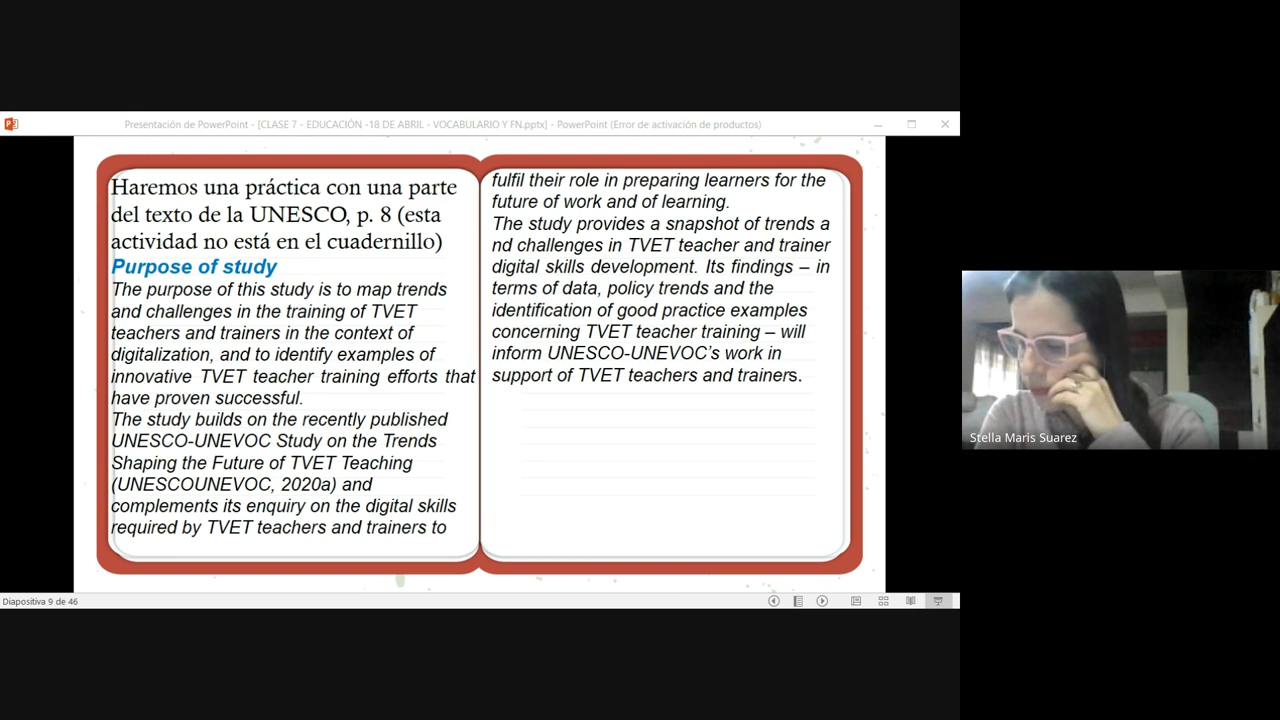 Presentación de PowerPoint - [CLASE 7 - EDUCACIÓN -18 DE ABRIL - VOCABULARIO Y FN.pptx] - PowerPoint (Error de activación de productos)
Haremos una práctica con una parte
del texto de la UNESCO, p. 8 (esta
actividad no está en el cuadernillo)
Purpose of study
The purpose of this study is to map trends
and challenges in the training of TVET
teachers and trainers in the context of
digitalization, and to identify examples of
innovative TVET teacher training efforts that
have proven successful.
The study builds on the recently published
UNESCO-UNEVOC Study on the Trends
Shaping the Future of TVET Teaching
(UNESCOUNEVOC, 2020a) and
complements its enquiry on the digital skills
required by TVET teachers and trainers to
fulfil their role in preparing learners for the
future of work and of learning.
The study provides a snapshot of trends a
nd challenges in TVET teacher and trainer
digital skills development. Its findings – in
terms of data, policy trends and the
identification of good practice examples
concerning TVET teacher training – will
inform UNESCO-UNEVOC’s work in
support of TVET teachers and trainers.
Stella Maris Suarez
Diapositiva 9 de 46